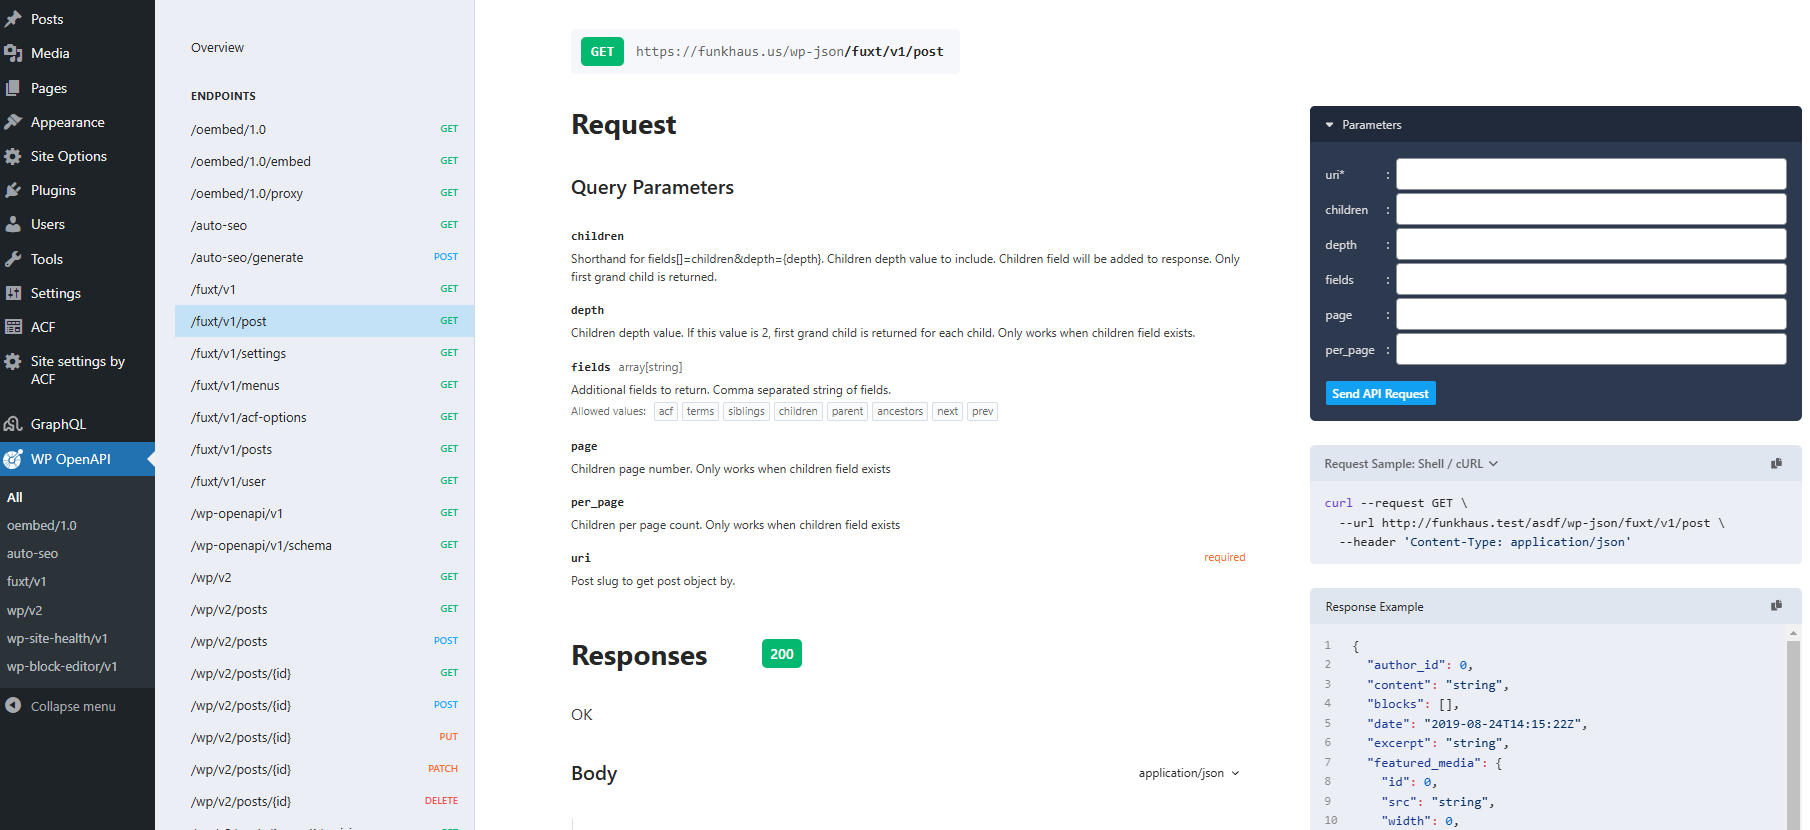 Posts
Media
Pages
Appearance
Site Options
Plugins
Users
Tools
Settings
ACF
Site settings by
ACF
GraphQL
WP OpenAPI
All
oembed/1.0
auto-seo
fuxt/v1
wp/v2
wp-site-health/v1
wp-block-editor/v1
Collapse menu
Overview
ENDPOINTS
/oembed/1.0 GET
/oembed/1.0/embed GET
/oembed/1.0/proxy GET
/auto-seo GET
/auto-seo/generate POST
/fuxt/v1 GET
/fuxt/v1/post GET
/fuxt/v1/settings GET
/fuxt/v1/menus GET
/fuxt/v1/acf-options GET
/fuxt/v1/posts GET
/fuxt/v1/user GET
/wp-openapi/v1 GET
/wp-openapi/v1/schema GET
/wp/v2 GET
/wp/v2/posts GET
/wp/v2/posts POST
/wp/v2/posts/{id} GET
/wp/v2/posts/{id} POST
/wp/v2/posts/{id} PUT
/wp/v2/posts/{id} PATCH
/wp/v2/posts/{id} DELETE
GET https://funkhaus.us/wp-json/fuxt/v1/post
Request
Query Parameters
children
Shorthand for fields[]=children&depth={depth}. Children depth value to include. Children field will be added to response. Only
first grand child is returned.
depth
Children depth value. If this value is 2, first grand child is returned for each child. Only works when children field exists.
fields array[string]
Additional fields to return. Comma separated string of fields.
Allowed values: acf terms siblings children parent ancestors next prev
page
Children page number. Only works when children field exists
per_page
Children per page count. Only works when children field exists
uri required
Post slug to get post object by.
Responses 200
OK
Body application/json
Parameters
uri* :
children :
depth :
fields :
page :
per_page :
Send API Request
Request Sample: Shell / cURL
curl --request GET \
--url http://funkhaus.test/asdf/wp-json/fuxt/v1/post \
--header 'Content-Type: application/json'
Response Example
1 {
2 "author_id": 0,
3 "content": "string",
4 "blocks": [],
5 "date": "2019-08-24T14:15:22Z",
6 "excerpt": "string",
7 "featured_media": {
8 "id": 0,
9 "src": "string",
10 "width": 0,